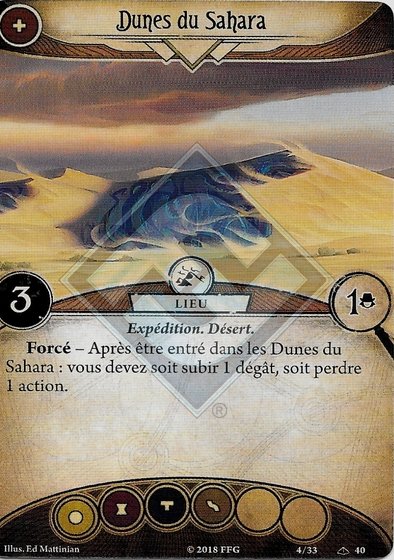 Dunes du Sahara
3
LIEU
1
Expédition. Désert.
Forcé – Après être entré dans les Dunes du
Sahara : vous devez soit subir 1 dégât, soit perdre
1 action.
®
Illus. Ed Mattinian
© 2018 FFG
4/33
40